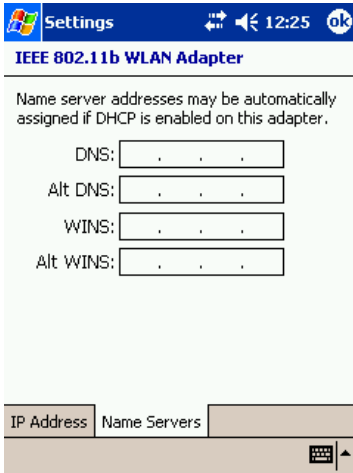 Settings 12:25 ok
IEEE 802.11b WLAN Adapter
Name server addresses may be automatically
assigned if DHCP is enabled on this adapter.
DNS: . . .
Alt DNS: . . .
WINS: . . .
Alt WINS: . . .
IP Address Name Servers